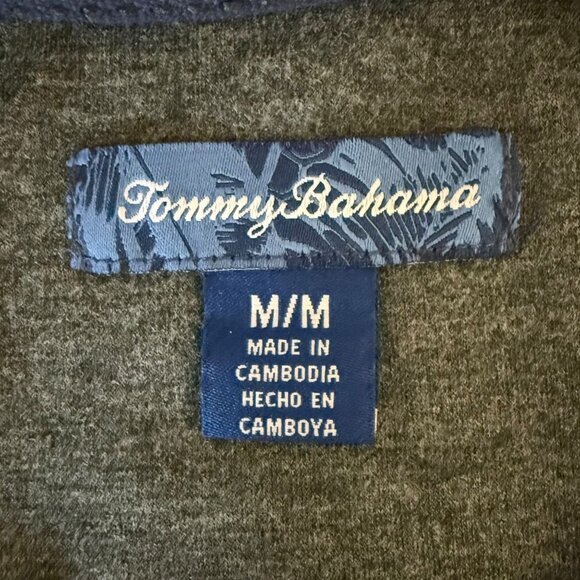 Tommy Bahama
M/M
MADE IN
CAMBODIA
HECHO EN
CAMBOYA